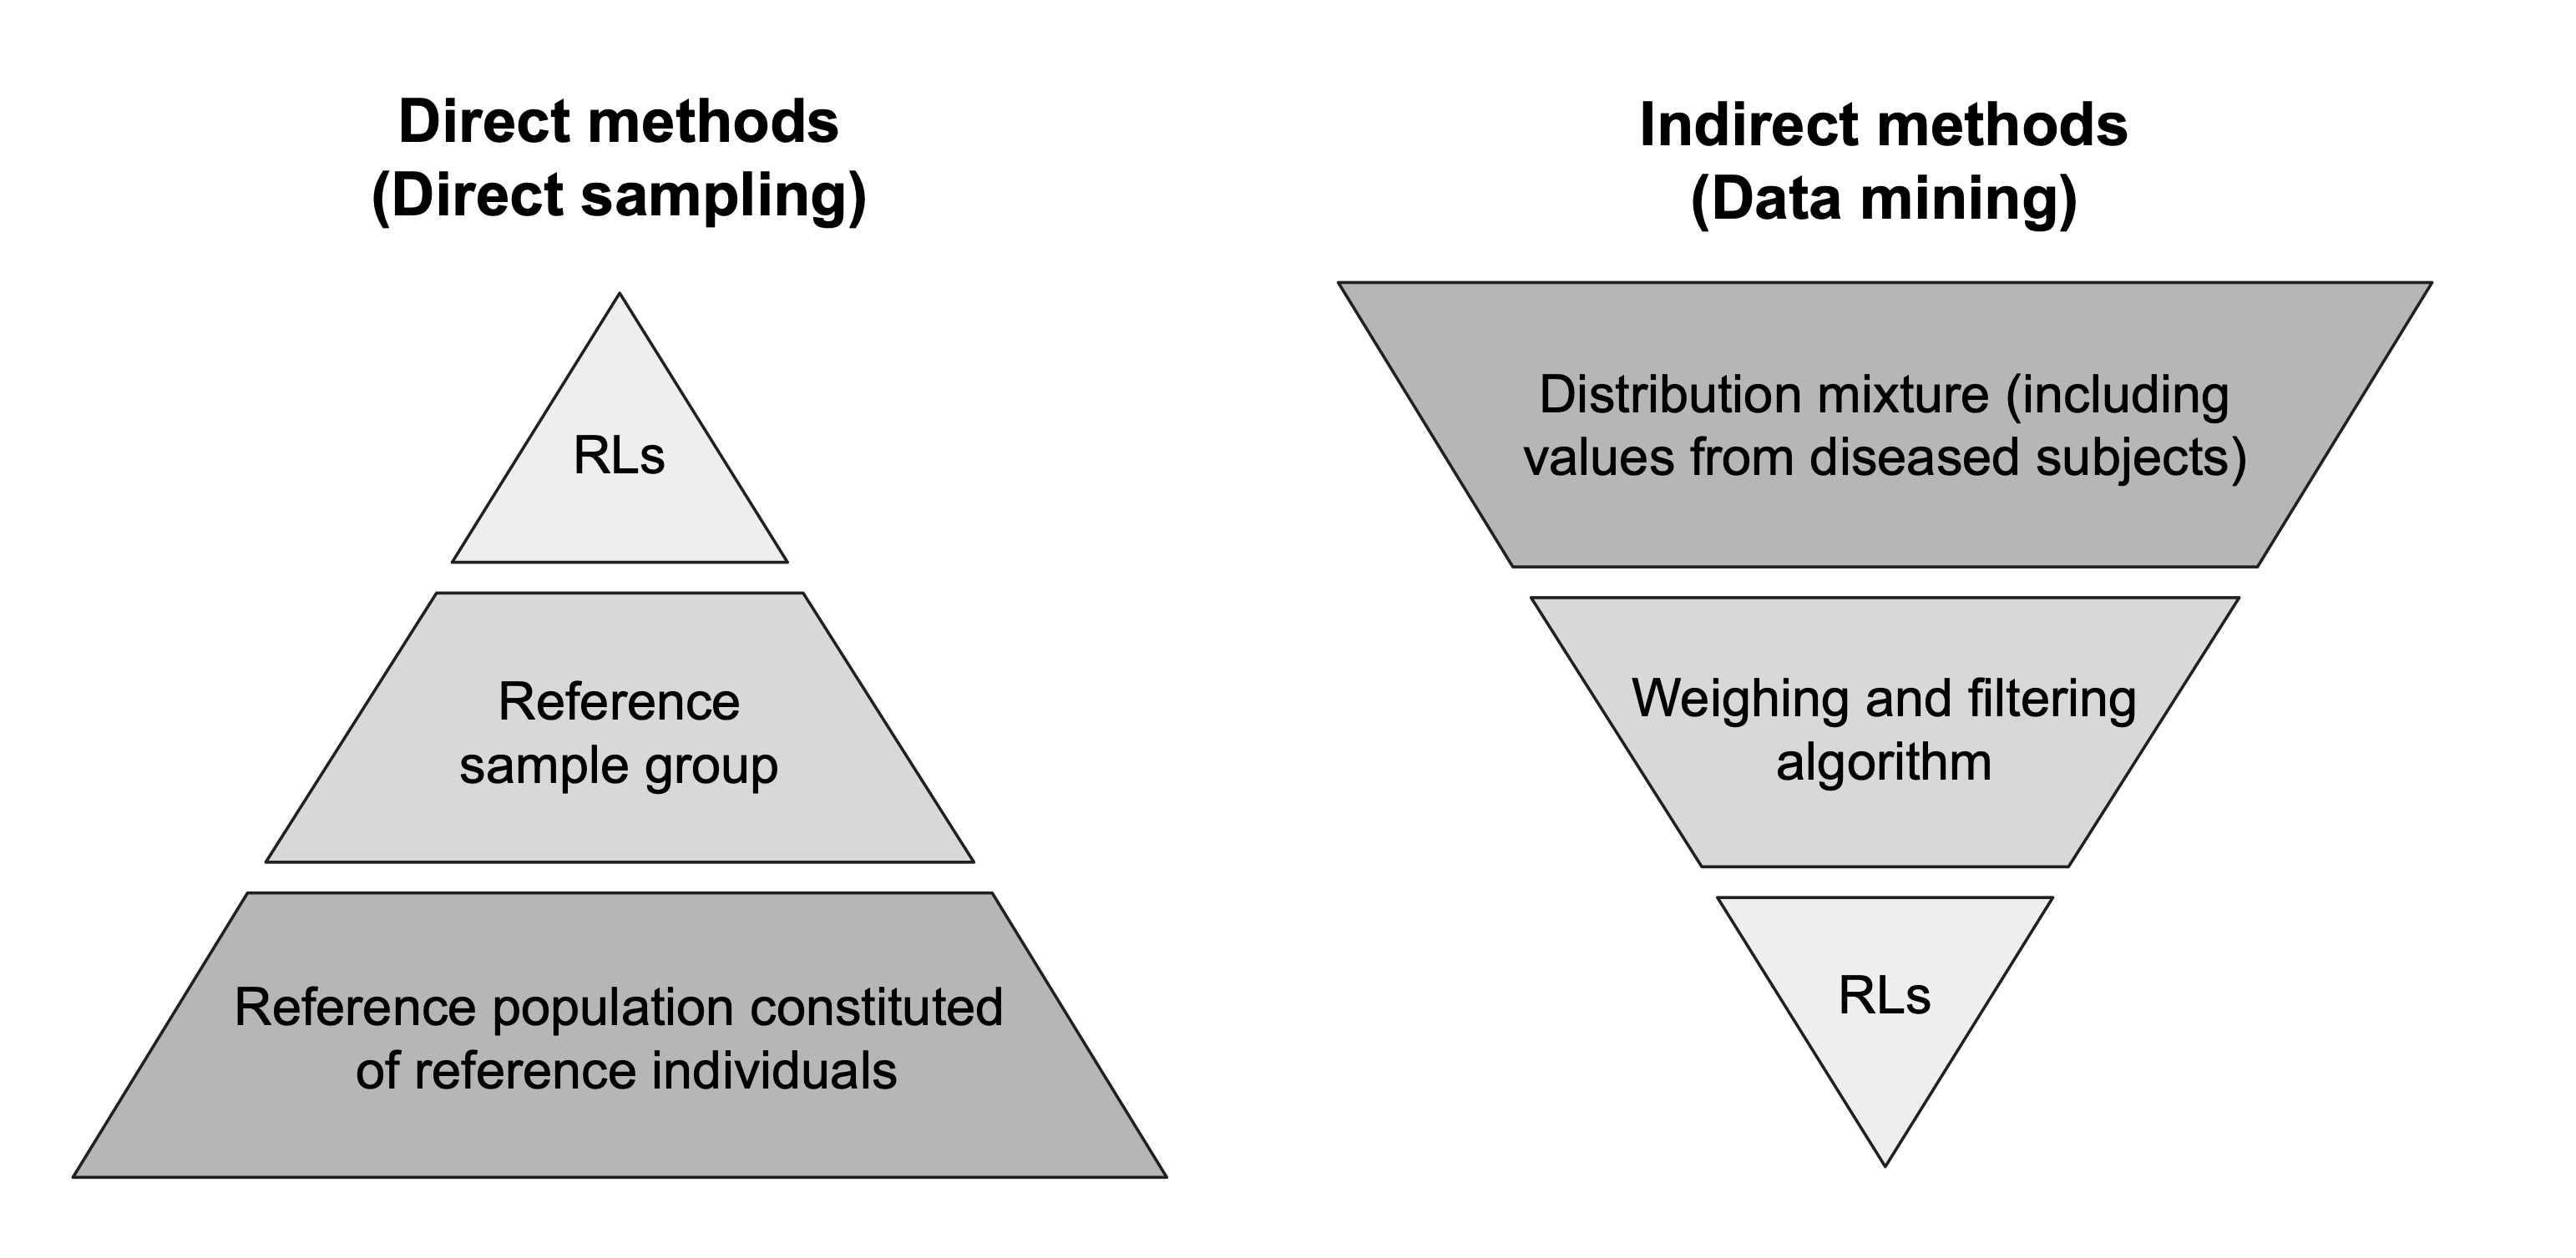 Direct methods
(Direct sampling)
RLs
Reference
sample group
Reference population constituted
of reference individuals
Indirect methods
(Data mining)
Distribution mixture (including
values from diseased subjects)
Weighing and filtering
algorithm
RLs